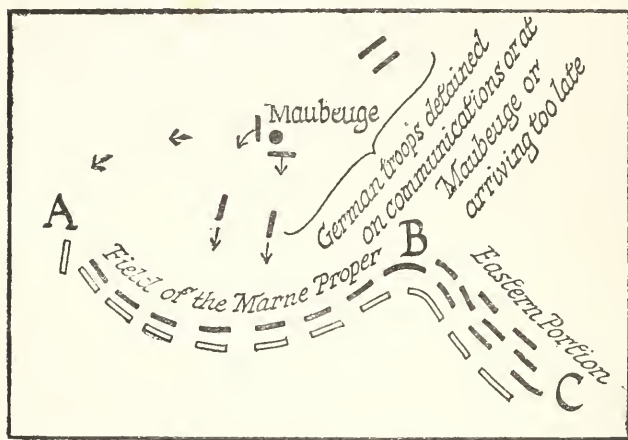 Maubeuge
German troops detained
on communications or at
Maubeuge or
arriving too late
A
Field of the Marne Proper
B
Eastern Portion
C